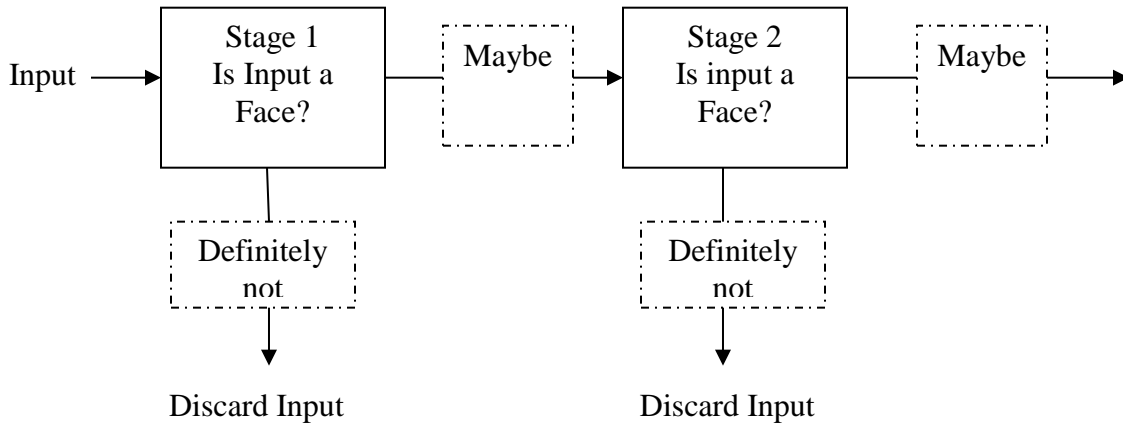 Input
Stage 1
Is Input a
Face?
Maybe
Stage 2
Is input a
Face?
Maybe
Definitely
not
Definitely
not
Discard Input
Discard Input